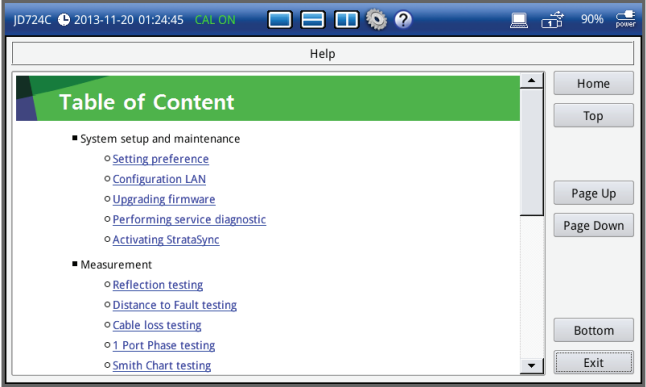 JD724C 2013-11-20 01:24:45 CAL ON ? 1 90% power
Help
Table of Content
System setup and maintenance
Setting preference
Configuration LAN
Upgrading firmware
Performing service diagnostic
Activating StrataSync
Measurement
Reflection testing
Distance to Fault testing
Cable loss testing
1 Port Phase testing
Smith Chart testing
Home
Top
Page Up
Page Down
Bottom
Exit